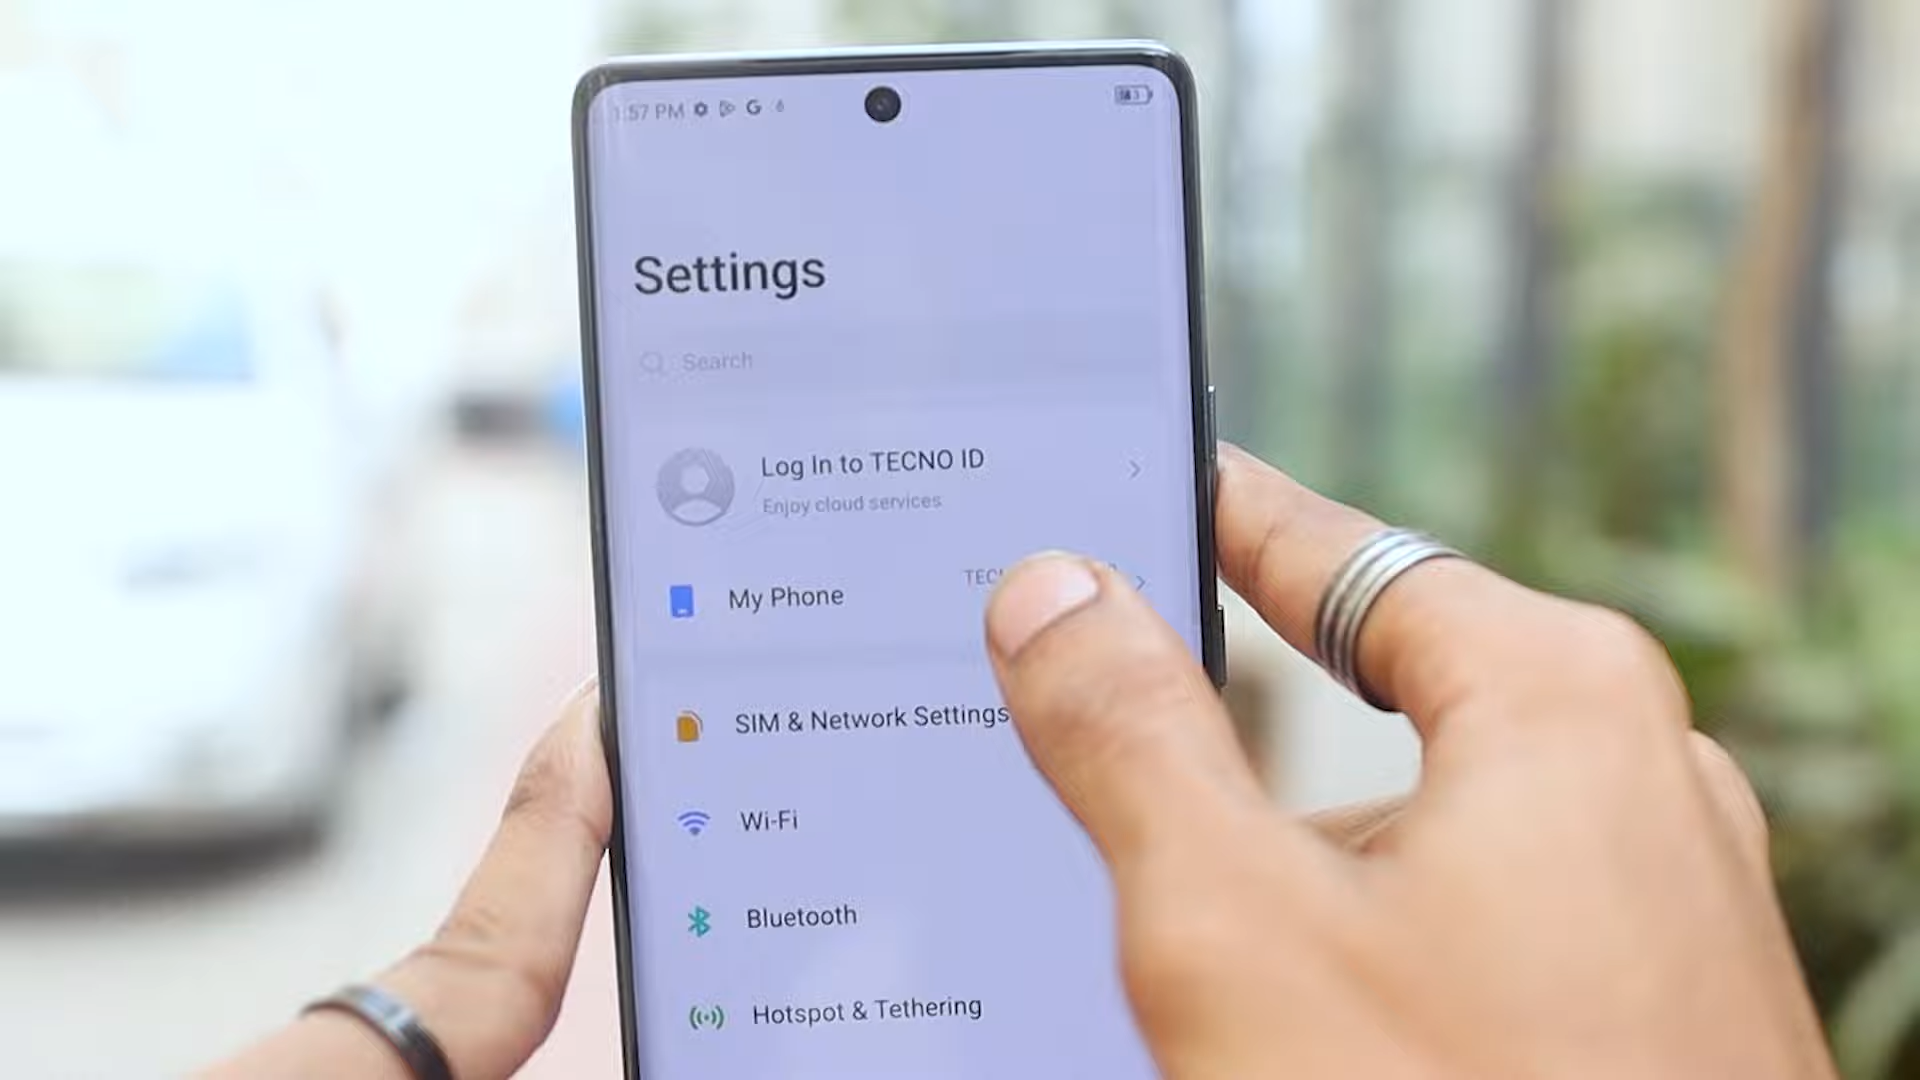 :57 PM G
Settings
Search
Log In to TECNO ID
Enjoy cloud services
My Phone
SIM & Network Settings
Wi-Fi
Bluetooth
Hotspot & Tethering